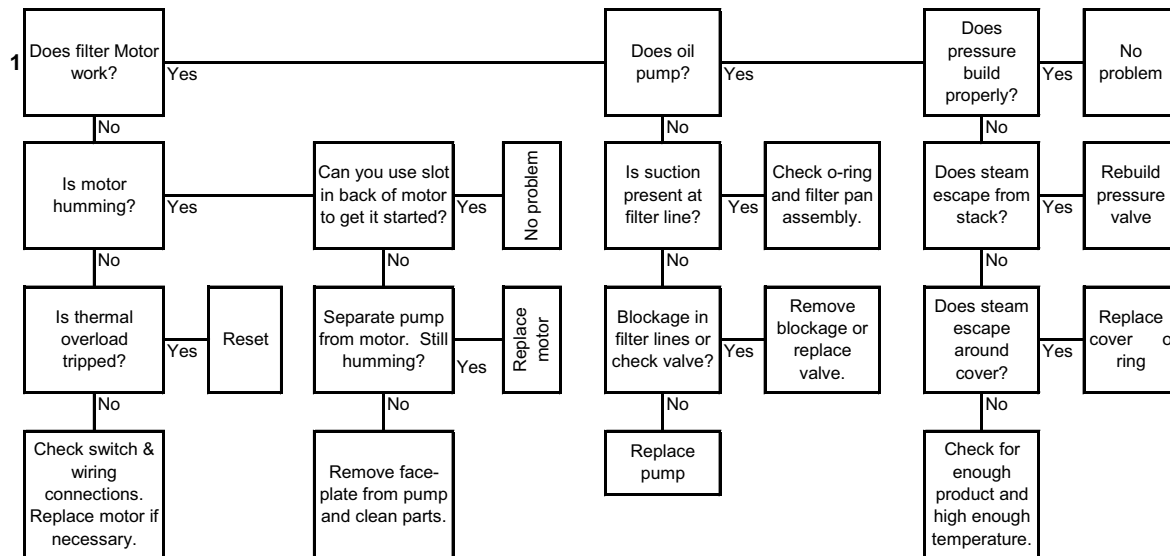 1
Does filter Motor
work?
Yes
Does oil
pump?
Yes
Does
pressure
build
properly?
Yes
No
problem
No
No
No
Is motor
humming?
Yes
Can you use slot
in back of motor
to get it started?
Yes
No problem
Is suction
present at
filter line?
Yes
Check o-ring
and filter pan
assembly.
Does steam
escape from
stack?
Yes
Rebuild
pressure
valve
No
No
No
No
Is thermal
overload
tripped?
Yes
Reset
Separate pump
from motor. Still
humming?
Yes
Replace
motor
Blockage in
filter lines or
check valve?
Yes
Remove
blockage or
replace
valve.
Does steam
escape
around
cover?
Yes
Replace
cover o
ring
No
No
No
No
Check switch &
wiring
connections.
Replace motor if
necessary.
Remove face-
plate from pump
and clean parts.
Replace
pump
Check for
enough
product and
high enough
temperature.